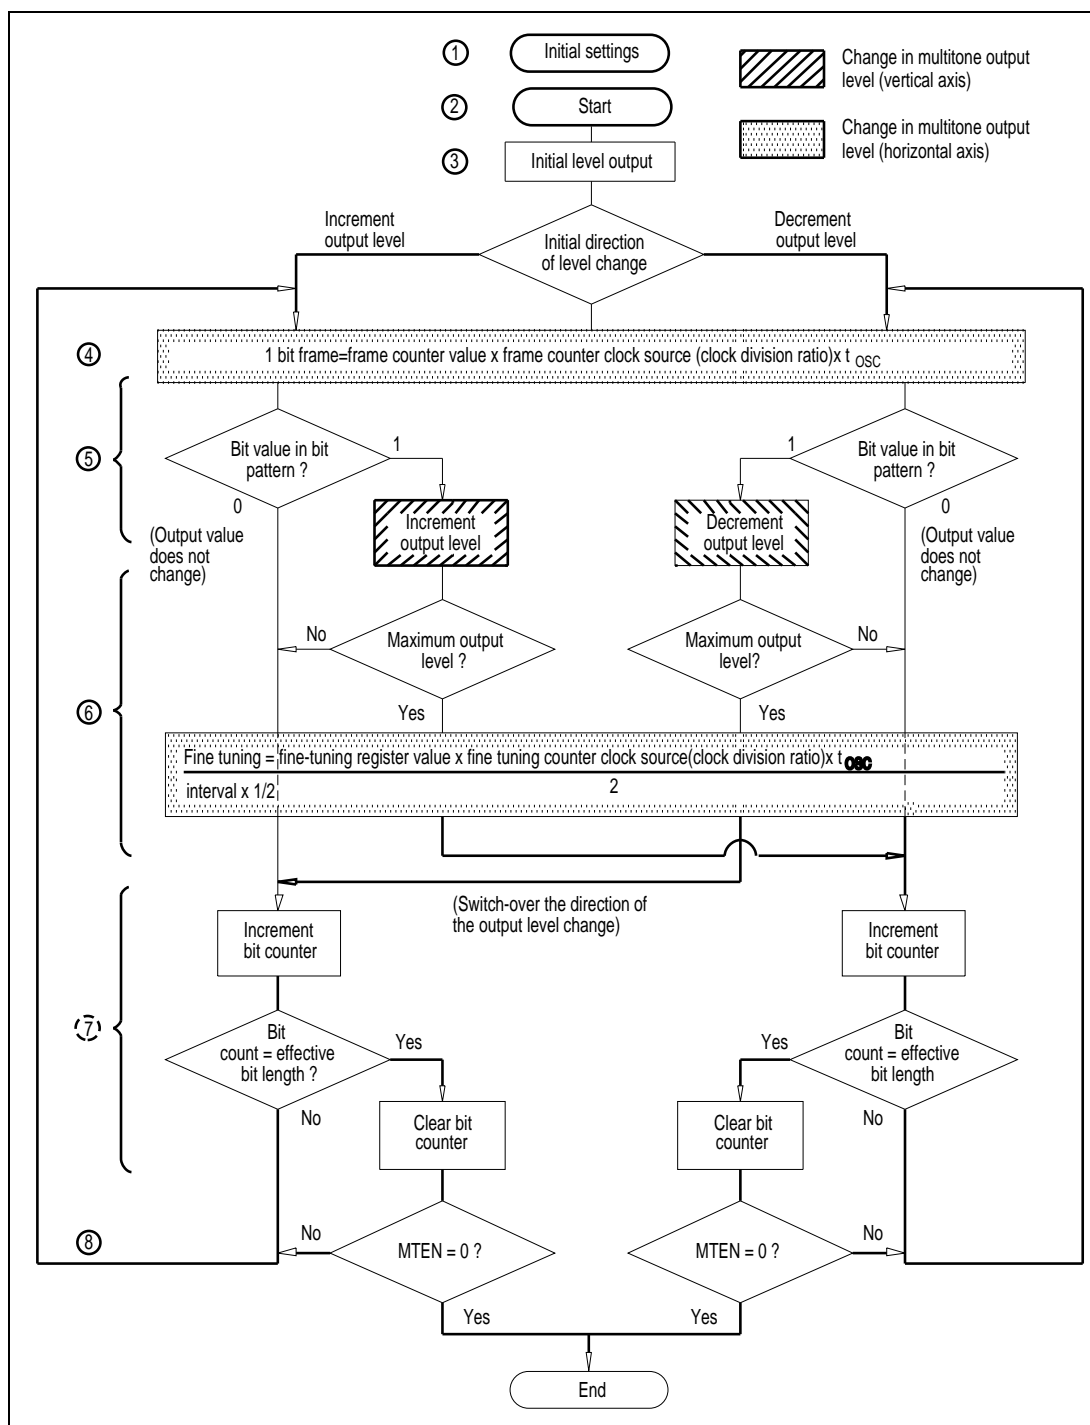 1 Initial settings
Change in multitone output
level (vertical axis)
2 Start
3 Initial level output
Change in multitone output
level (horizontal axis)
Increment
output level
Initial direction
of level change
Decrement
output level
4 1 bit frame=frame counter value x frame counter clock source (clock division ratio)x t OSC
5
Bit value in bit
pattern ?
1
0
(Output value
does not
change)
Increment
output level
1
Bit value in bit
pattern ?
0
(Output value
does not
change)
Decrement
output level
6
No
Maximum output
level ?
Yes
Maximum output
level?
No
Yes
Fine tuning = fine-tuning register value x fine tuning counter clock source(clock division ratio)x t OSC
interval x 1/2
2
(Switch-over the direction of
the output level change)
7
Increment
bit counter
Increment
bit counter
Bit
count = effective
bit length ?
Yes
No
Yes
Bit
count = effective
bit length
No
Clear bit
counter
Clear bit
counter
8
No
MTEN = 0 ?
Yes
MTEN = 0 ?
No
Yes
End